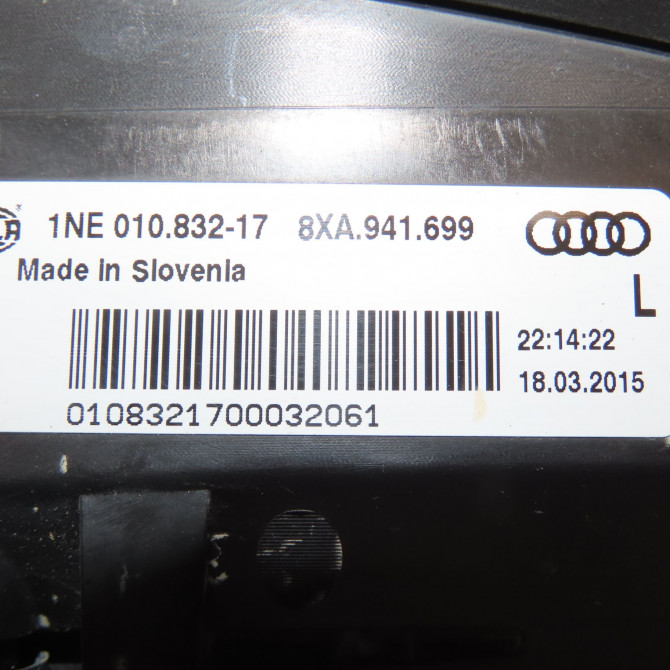 ® 1NE 010.832-17 8XA.941.699
Made in Slovenia
L
22:14:22
18.03.2015
0108321700032061